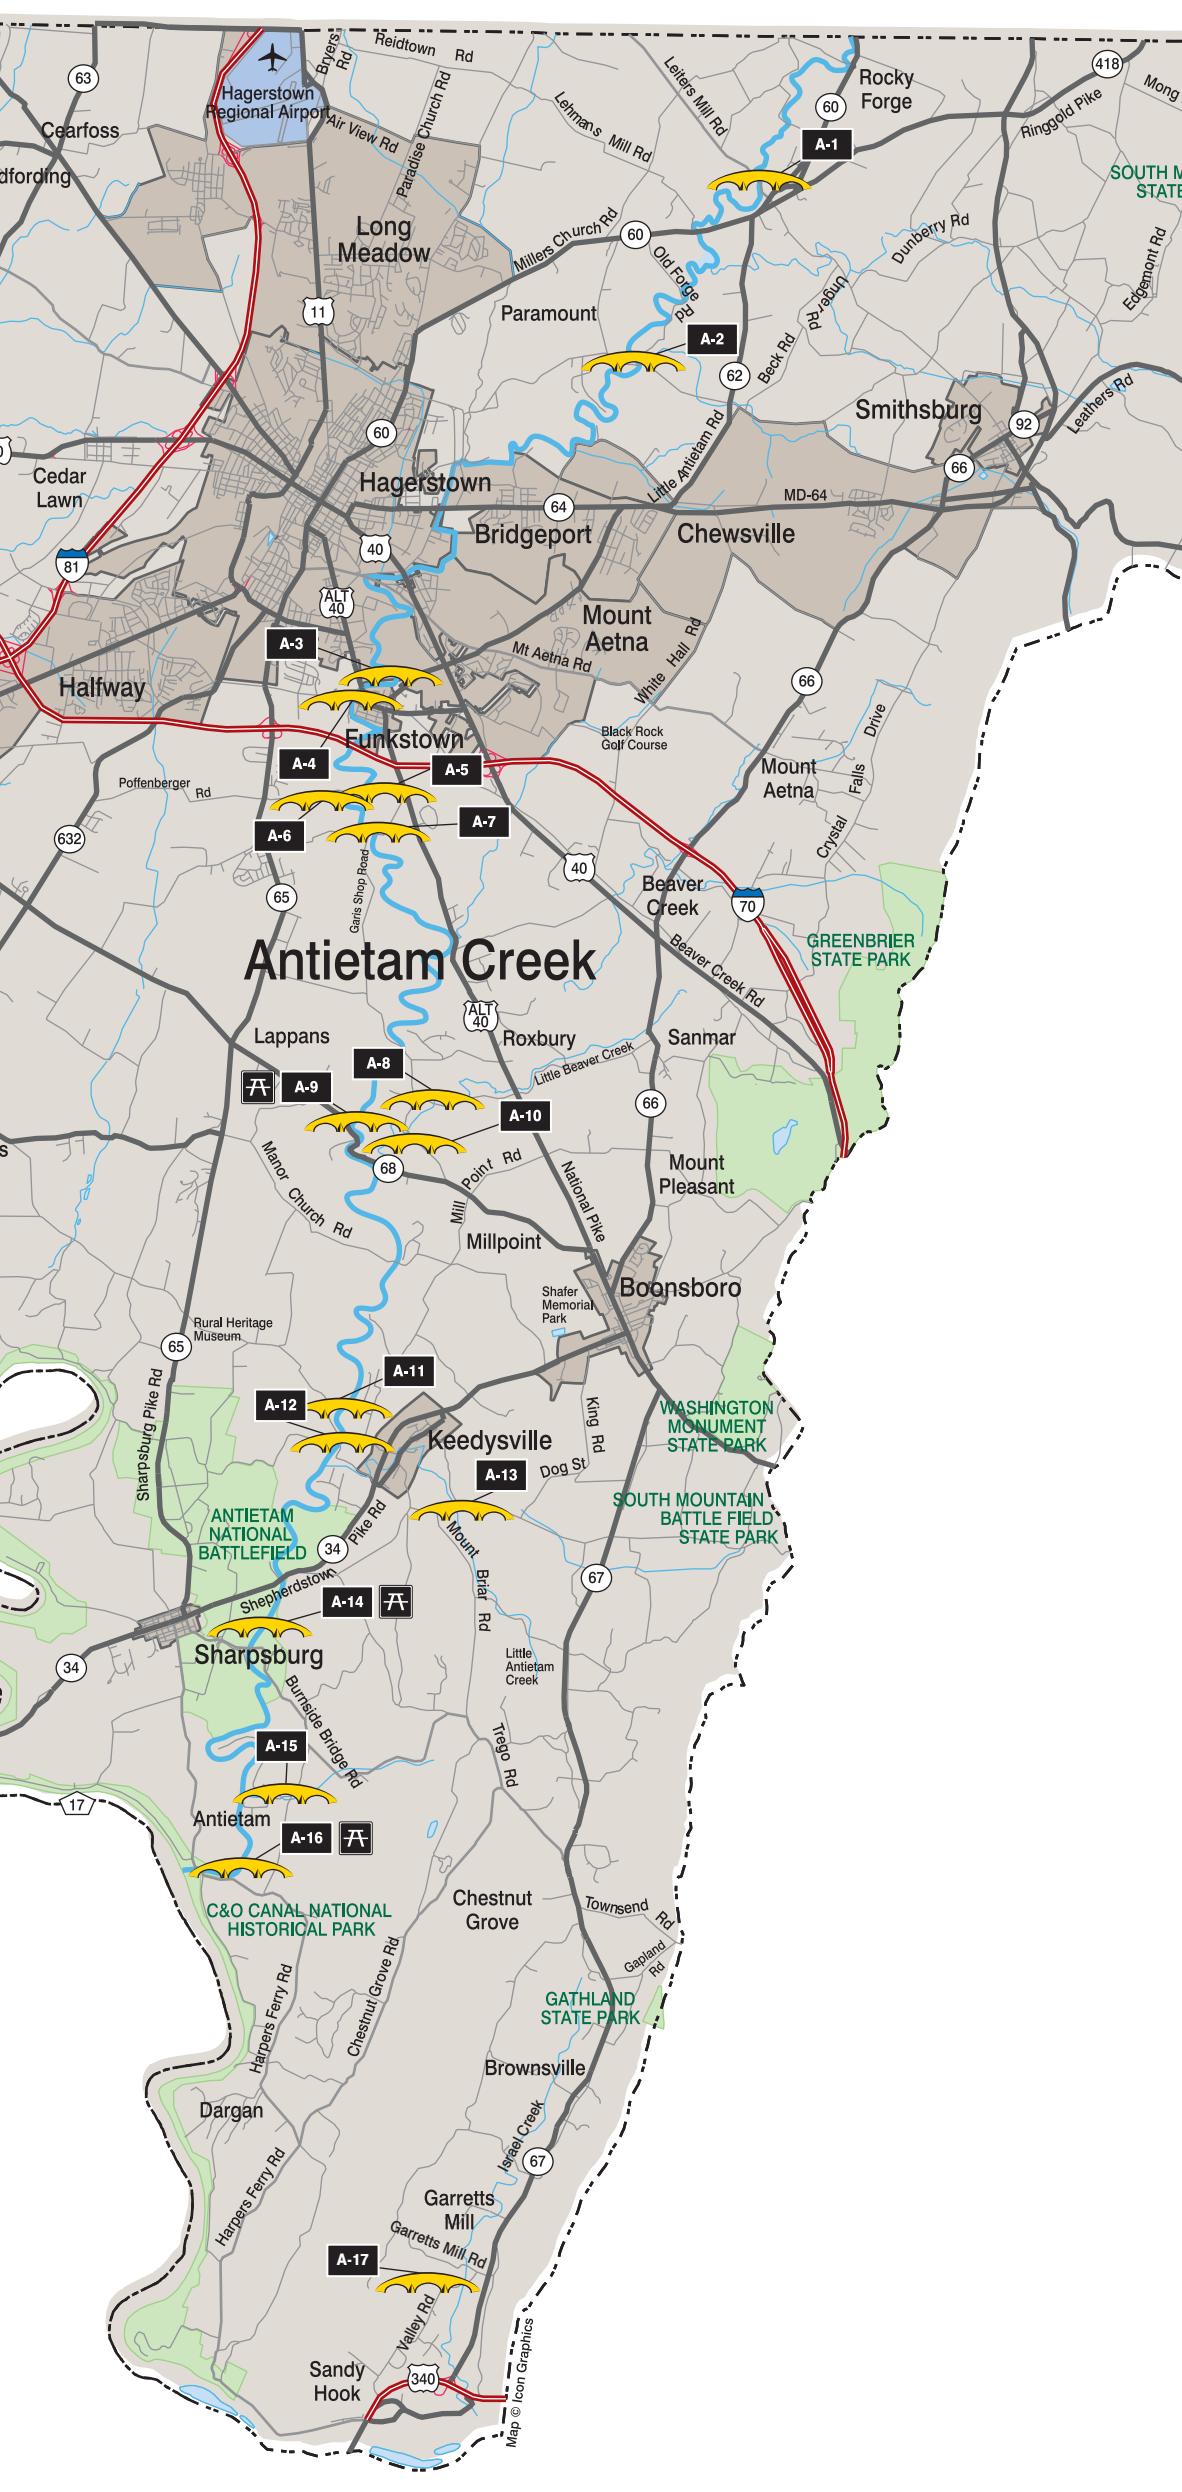 63
Cearfoss
dfording
Hagerstown
Regional Airport
Bryers
Rd
Reidtown Rd
Air View Rd
Paradise Church Rd
Lehmans Mill Rd
Leiters Mill Rd
Rocky
Forge
60
A-1
418
Ringgold Pike
Mong
SOUTH M
STATE
Long
Meadow
Millers Church Rd
60
Old Forge
Rd
Dunberry Rd
Edgemont Rd
Unger
Rd
11
Paramount
A-2
62
Beck Rd
Smithsburg
92
Leathers Rd
66
60
Cedar
Lawn
Hagerstown
Little Antietam Rd
64
MD-64
Bridgeport
Chewsville
81
40
ALT
40
A-3
Mount
Aetna
Mt Aetna Rd
White Hall Rd
66
Halfway
Funkstown
Black Rock
Golf Course
A-4
A-5
Poffenberger Rd
Mount
Aetna
Crystal Falls Drive
A-6
A-7
632
Garis Shop Road
40
65
Beaver
Creek
70
GREENBRIER
STATE PARK
Antietam Creek
Beaver Creek Rd
ALT
40
Lappans
Roxbury
Sanmar
A-8
Little Beaver Creek
A-9
A-10
66
68
Manor Church Rd
Mill Point Rd
National Pike
Mount
Pleasant
Millpoint
Boonsboro
Shafer
Memorial
Park
Rural Heritage
Museum
65
Sharpsburg Pike Rd
A-11
A-12
Keedysville
King Rd
WASHINGTON
MONUMENT
STATE PARK
A-13
Dog St
SOUTH MOUNTAIN
BATTLE FIELD
STATE PARK
ANTIETAM
NATIONAL
BATTLEFIELD
34
Shepherdstown Pike Rd
Mount Briar Rd
67
A-14
Sharpsburg
34
Little
Antietam
Creek
Burnside Bridge Rd
A-15
Trego Rd
17
Antietam
A-16
C&O CANAL NATIONAL
HISTORICAL PARK
Chestnut
Grove
Townsend Rd
Gapland
Rd
Harpers Ferry Rd
Chestnut Grove Rd
GATHLAND
STATE PARK
Brownsville
Dargan
Israel Creek
67
Harpers Ferry Rd
Garretts
Mill
Garretts Mill Rd
A-17
Valley Rd
Sandy
Hook
340
Map © Icon Graphics